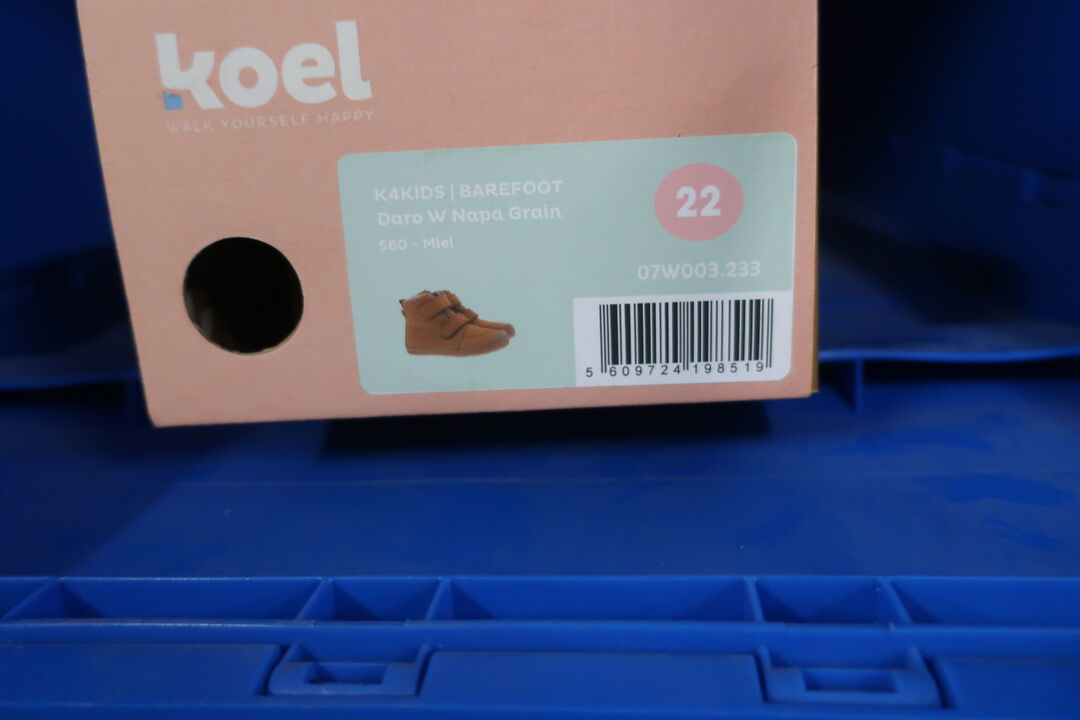 koel
WALK YOURSELF HAPPY
K4KIDS | BAREFOOT
Daro W Napa Grain
560 - Miel
22
07W003.233
5 609724 198519